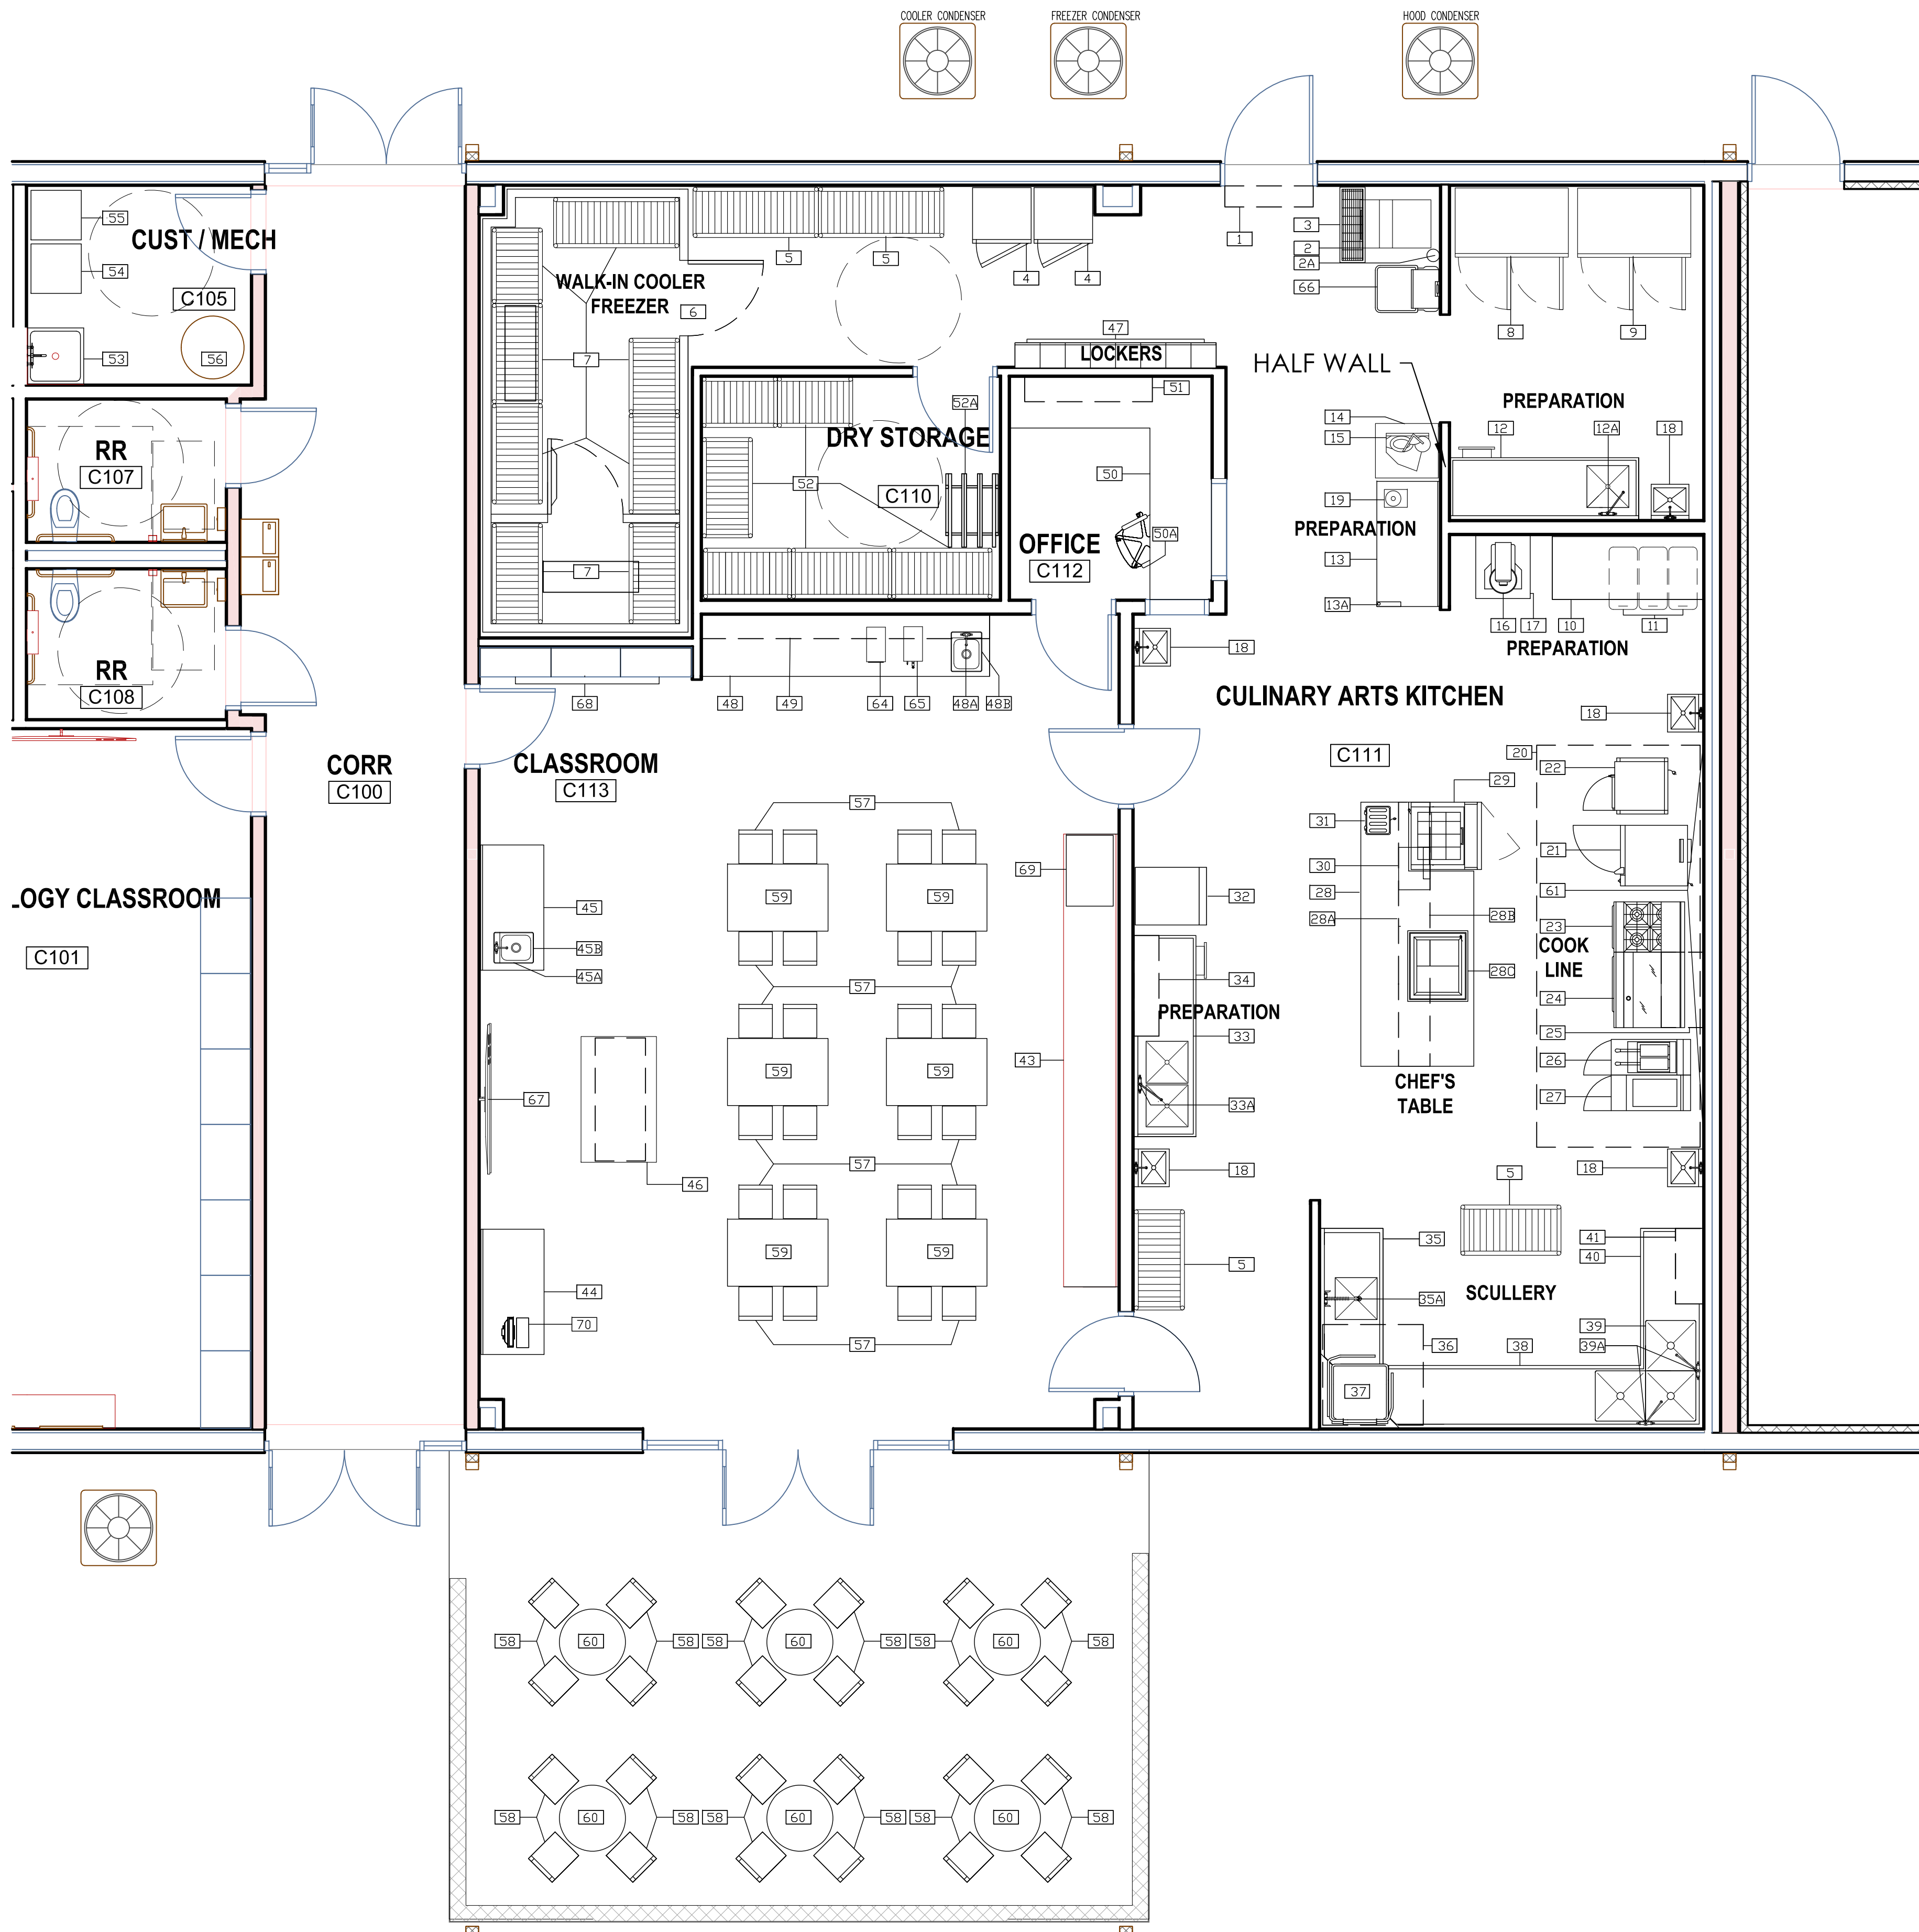 COOLER CONDENSER
FREEZER CONDENSER
HOOD CONDENSER
55
CUST / MECH
54
C105
53
56
RR
C107
RR
C108
CORR
C100
LOGY CLASSROOM
C101
WALK-IN COOLER
FREEZER
6
7
7
5
5
4
4
1
3
2
2A
66
8
9
47
LOCKERS
HALF WALL
51
52A
DRY STORAGE
52
C110
50
50A
OFFICE
C112
14
15
19
PREPARATION
13
13A
PREPARATION
12
12A
18
16
17
10
11
PREPARATION
68
48
49
64
65
48A
48B
18
CULINARY ARTS KITCHEN
C111
18
CLASSROOM
C113
57
59
59
57
59
59
57
59
59
57
45
45B
45A
67
46
44
70
69
43
32
34
PREPARATION
33
33A
18
5
20
22
21
61
23
COOK
LINE
24
25
26
27
29
31
30
28
28A
28B
28C
CHEF'S
TABLE
18
5
35
41
40
35A
SCULLERY
39
39A
36
38
37
58
60
58
58
60
58
58
60
58
58
60
58
58
60
58
58
60
58